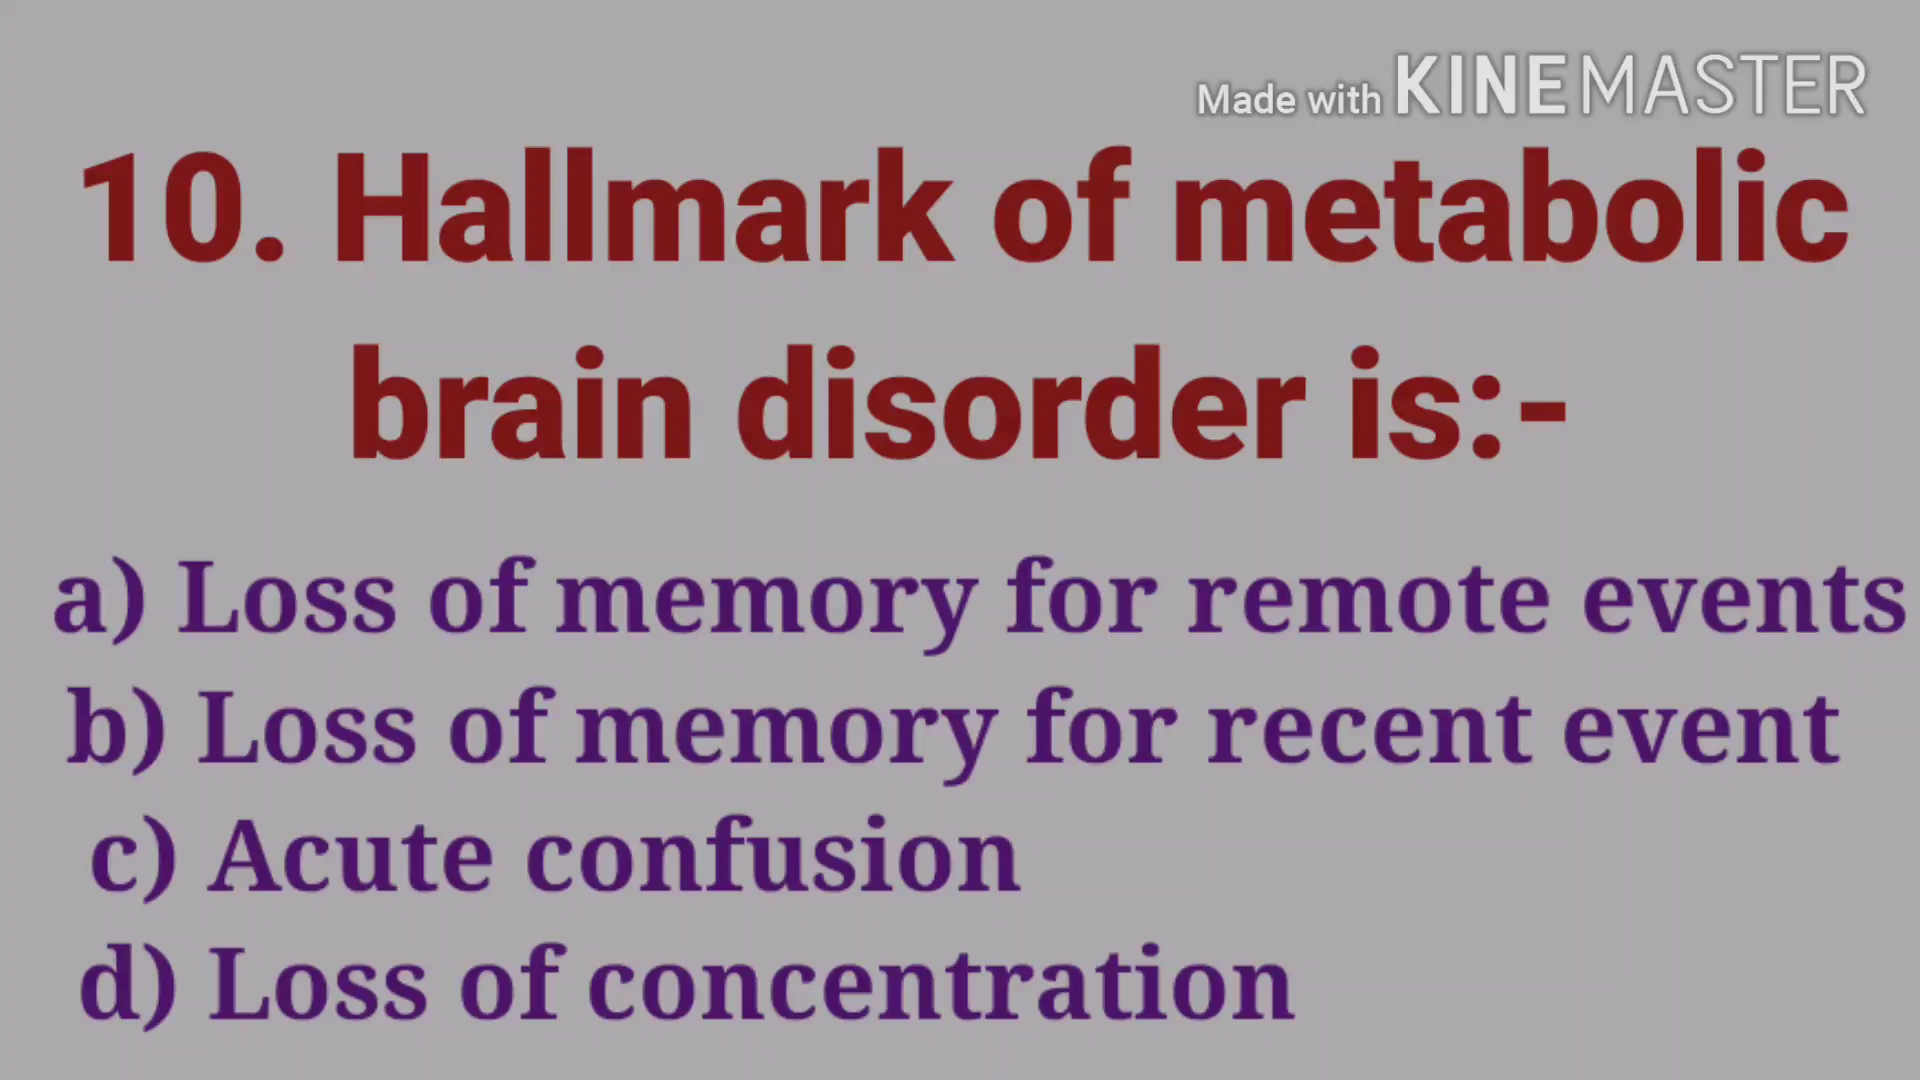 Made with KINEMASTER
10. Hallmark of metabolic
brain disorder is:-
a) Loss of memory for remote events
b) Loss of memory for recent event
c) Acute confusion
d) Loss of concentration